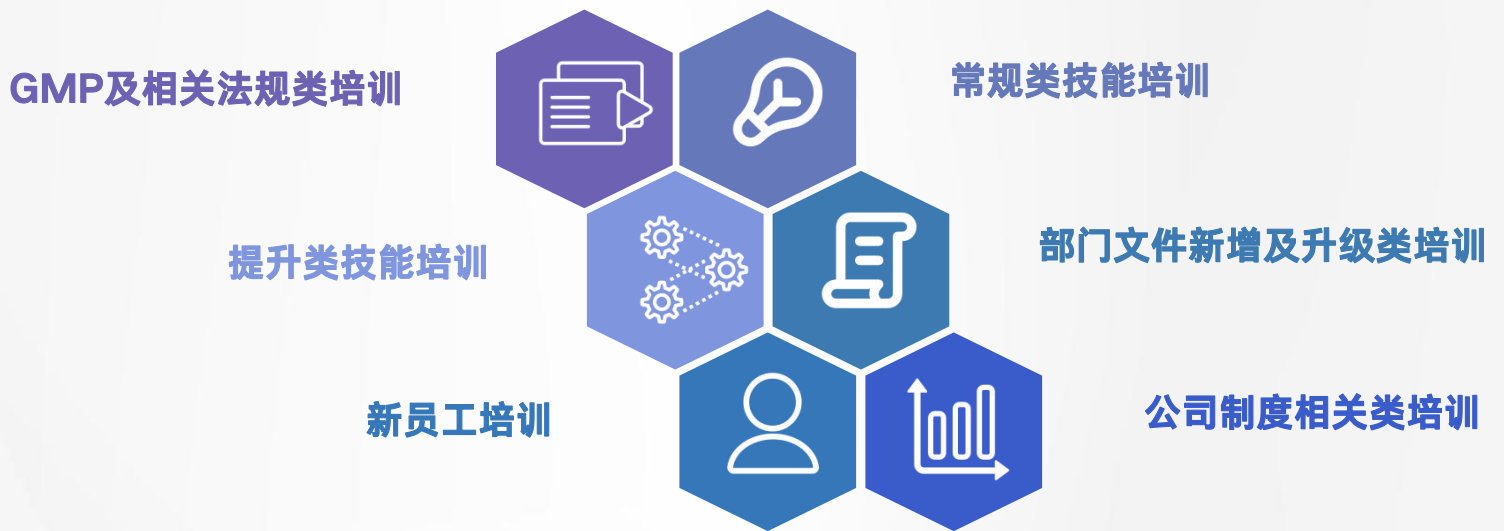 GMP及相关法规类培训
常规类技能培训
提升类技能培训
部门文件新增及升级类培训
新员工培训
公司制度相关类培训